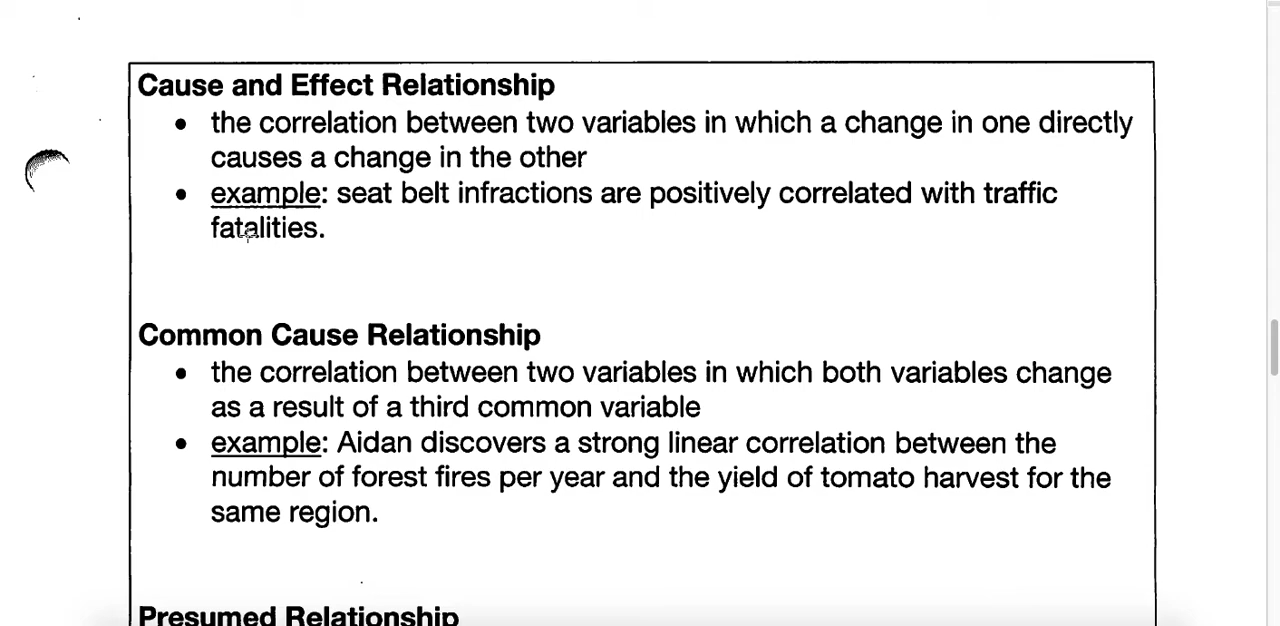 Cause and Effect Relationship
• the correlation between two variables in which a change in one directly
causes a change in the other
• example: seat belt infractions are positively correlated with traffic
fatalities.
Common Cause Relationship
• the correlation between two variables in which both variables change
as a result of a third common variable
• example: Aidan discovers a strong linear correlation between the
number of forest fires per year and the yield of tomato harvest for the
same region.
Presumed Relationship